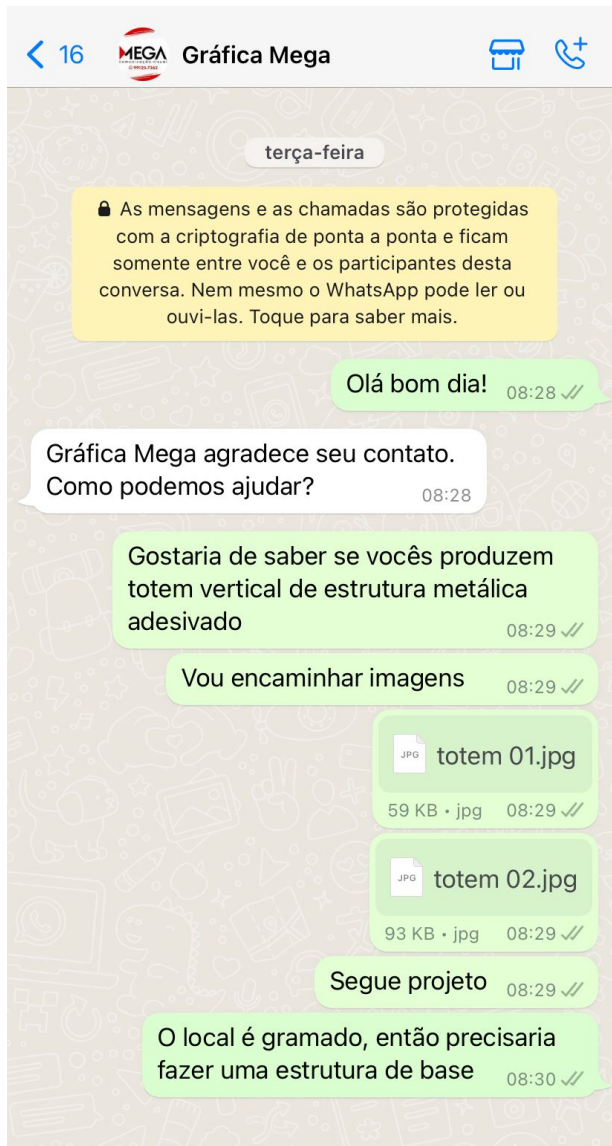 16
MEGA
Gráfica Mega
terça-feira
As mensagens e as chamadas são protegidas
com a criptografia de ponta a ponta e ficam
somente entre você e os participantes desta
conversa. Nem mesmo o WhatsApp pode ler ou
ouvi-las. Toque para saber mais.
Olá bom dia! 08:28
Gráfica Mega agradece seu contato.
Como podemos ajudar? 08:28
Gostaria de saber se vocês produzem
totem vertical de estrutura metálica
adesivado 08:29
Vou encaminhar imagens 08:29
JPG totem 01.jpg
59 KB • jpg 08:29
JPG totem 02.jpg
93 KB • jpg 08:29
Segue projeto 08:29
O local é gramado, então precisaria
fazer uma estrutura de base 08:30